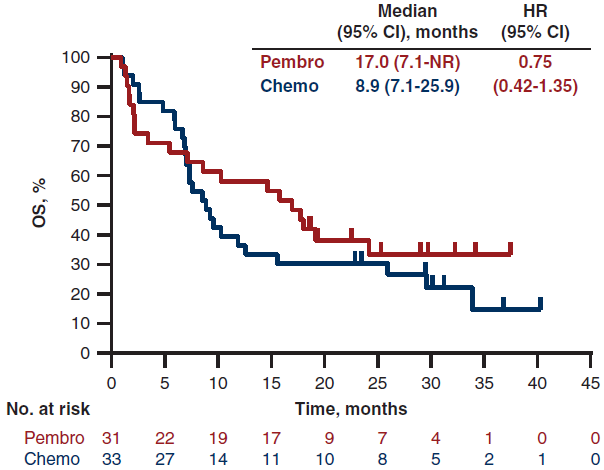 Median HR
(95% CI), months (95% CI)
Pembro 17.0 (7.1-NR) 0.75
Chemo 8.9 (7.1-25.9) (0.42-1.35)
OS, %
100
90
80
70
60
50
40
30
20
10
0
0 5 10 15 20 25 30 35 40 45
No. at risk Time, months
Pembro 31 22 19 17 9 7 4 1 0 0
Chemo 33 27 14 11 10 8 5 2 1 0